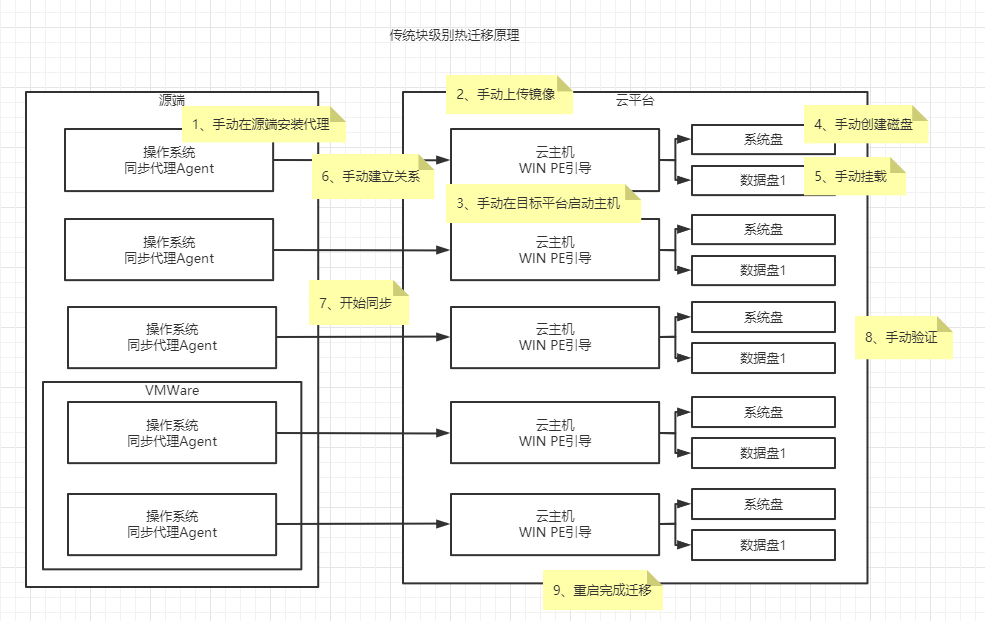 传统块级别热迁移原理
源端
云平台
1、手动在源端安装代理
2、手动上传镜像
4、手动创建磁盘
操作系统
同步代理Agent
6、手动建立关系
云主机
WIN PE引导
系统盘
数据盘1
5、手动挂载
3、手动在目标平台启动主机
操作系统
同步代理Agent
云主机
WIN PE引导
系统盘
数据盘1
7、开始同步
操作系统
同步代理Agent
云主机
WIN PE引导
系统盘
数据盘1
8、手动验证
VMWare
操作系统
同步代理Agent
云主机
WIN PE引导
系统盘
数据盘1
操作系统
同步代理Agent
云主机
WIN PE引导
系统盘
数据盘1
9、重启完成迁移